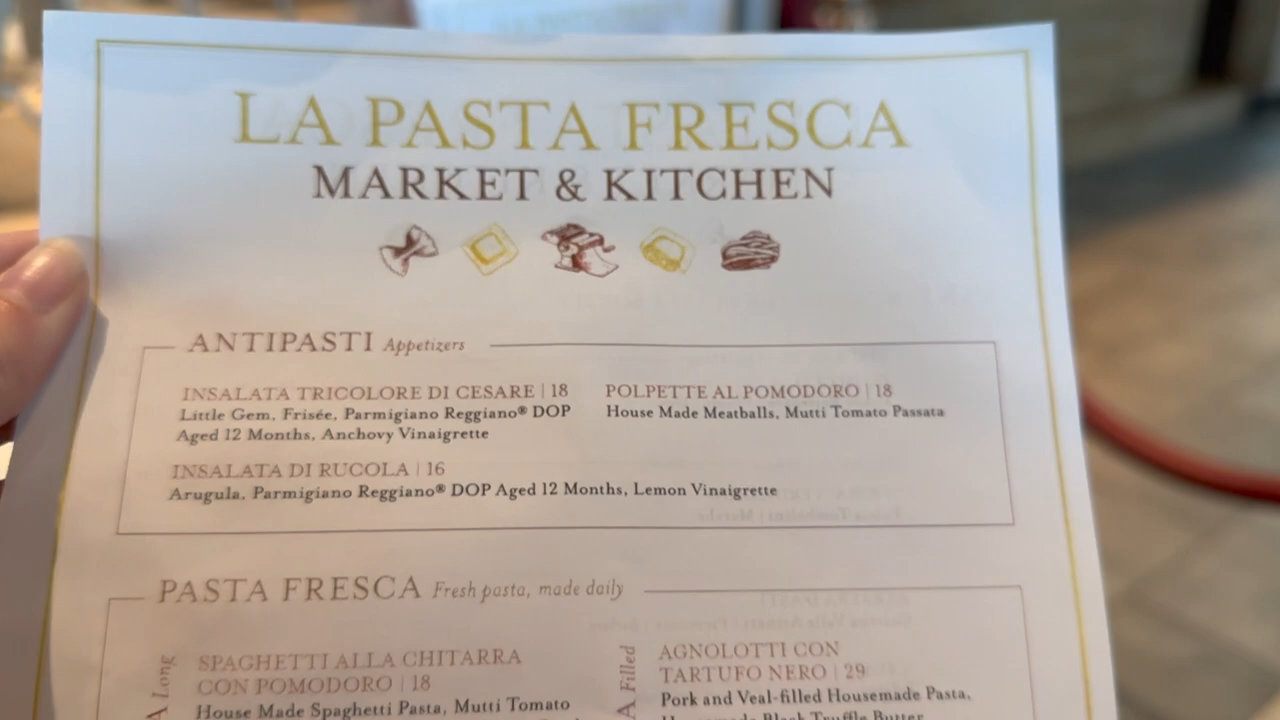 LA PASTA FRESCA
MARKET & KITCHEN
ANTIPASTI Appetizers
INSALATA TRICOLORE DI CESARE | 18
Little Gem, Frisée, Parmigiano Reggiano® DOP
Aged 12 Months, Anchovy Vinaigrette
POLPETTE AL POMODORO | 18
House Made Meatballs, Mutti Tomato Passata
INSALATA DI RUCOLA | 16
Arugula, Parmigiano Reggiano® DOP Aged 12 Months, Lemon Vinaigrette
PASTA FRESCA Fresh pasta, made daily
A Long
SPAGHETTI ALLA CHITARRA
CON POMODORO | 18
House Made Spaghetti Pasta, Mutti Tomato
A Filled
AGNOLOTTI CON
TARTUFO NERO | 29
Pork and Veal-filled Housemade Pasta,
Housemade Black Truffle Butter